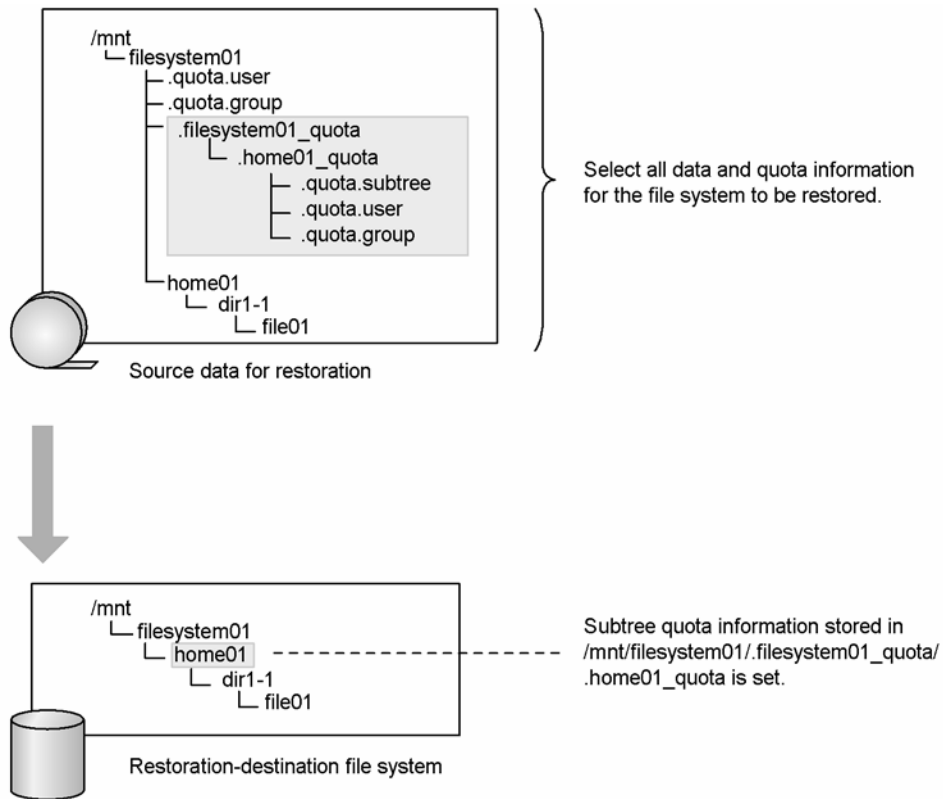 /mnt
filesystem01
.quota.user
.quota.group
.filesystem01_quota
.home01_quota
.quota.subtree
.quota.user
.quota.group
home01
dir1-1
file01
Select all data and quota information
for the file system to be restored.
Source data for restoration
/mnt
filesystem01
home01
dir1-1
file01
Subtree quota information stored in
/mnt/filesystem01/.filesystem01_quota/
.home01_quota is set.
Restoration-destination file system